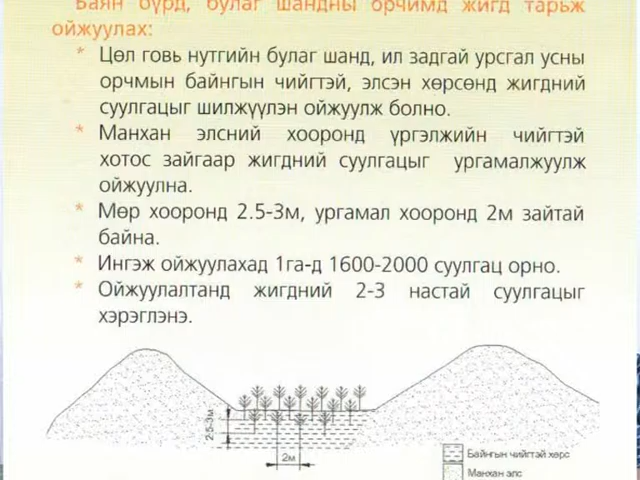 Баян бүрд, булаг шандны орчимд жигд тарьж
ойжуулах:
* Цөл говь нутгийн булаг шанд, ил задгай урсгал усны
орчмын байнгын чийгтэй, элсэн хөрсөнд жигдний
суулгацыг шилжүүлэн ойжуулж болно.
* Манхан элсний хооронд үргэлжийн чийгтэй
хотос зайгаар жигдний суулгацыг ургамалжуулж
ойжуулна.
* Мөр хооронд 2.5-3м, ургамал хооронд 2м зайтай
байна.
* Ингэж ойжуулахад 1га-д 1600-2000 суулгац орно.
* Ойжуулалтанд жигдний 2-3 настай суулгацыг
хэрэглэнэ.
2.5-3м
2м
Байнгын чийгтэй хөрс
Манхан элс